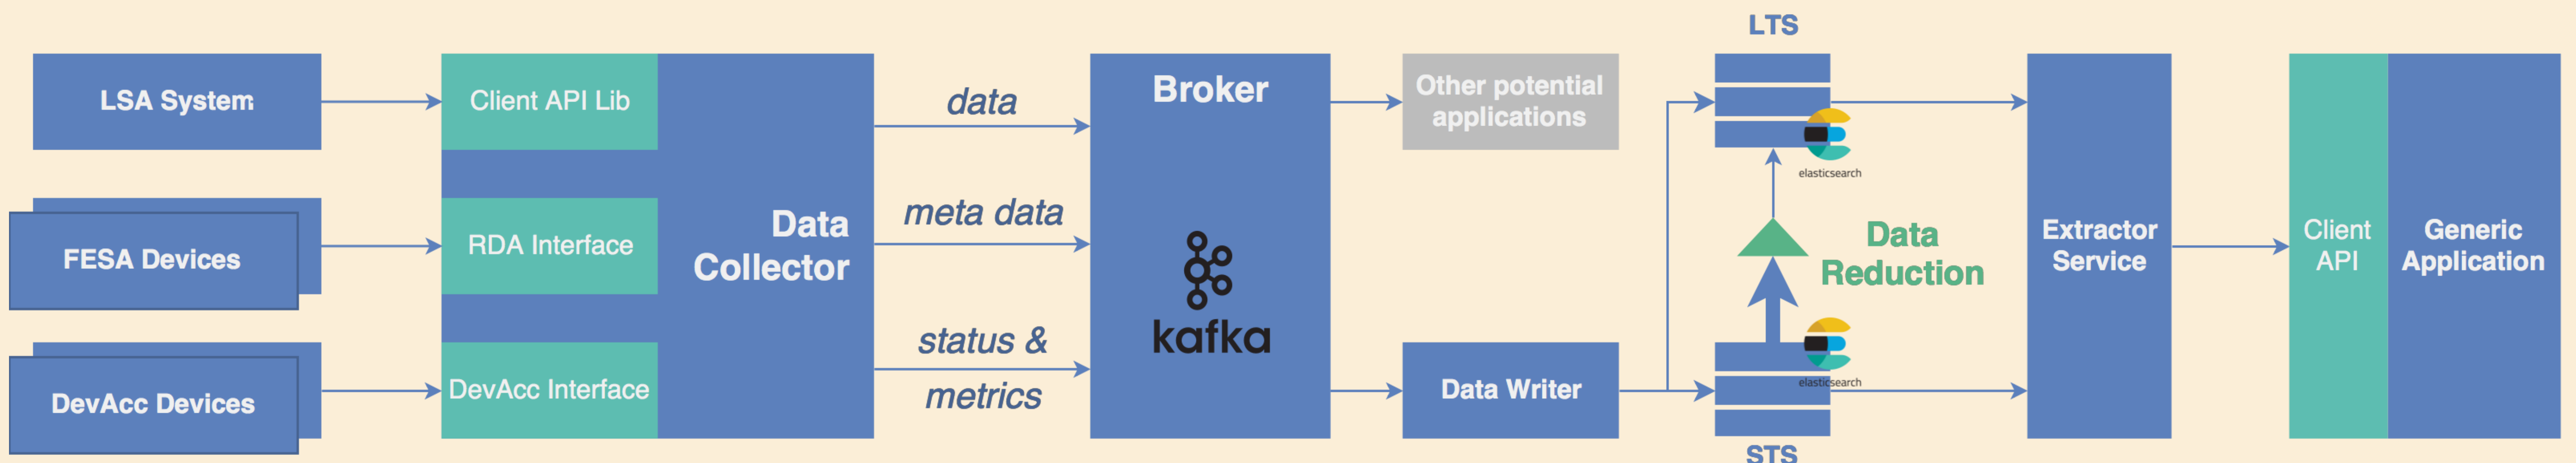 LTS
LSA System
Client API Lib
data
Broker
Other potential
applications
elasticsearch
FESA Devices
RDA Interface
Data
Collector
meta data
kafka
Data
Reduction
Extractor
Service
Client
API
Generic
Application
DevAcc Devices
DevAcc Interface
status &
metrics
Data Writer
elasticsearch
STS